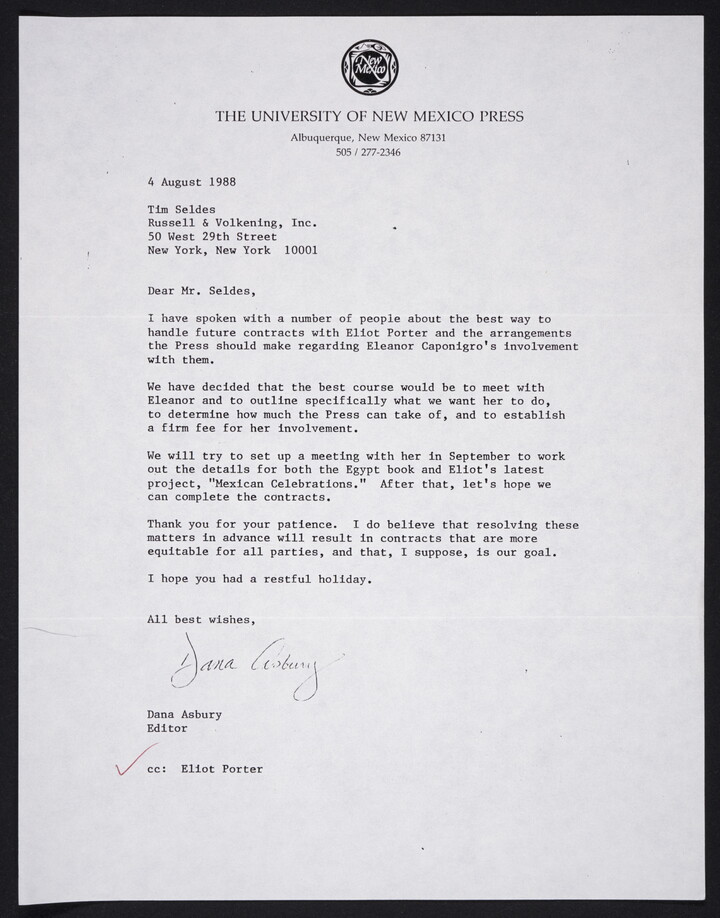 New
Mexico
THE UNIVERSITY OF NEW MEXICO PRESS
Albuquerque, New Mexico 87131
505 / 277-2346
4 August 1988
Tim Seldes
Russell & Volkening, Inc.
50 West 29th Street
New York, New York  10001
Dear Mr. Seldes,
I have spoken with a number of people about the best way to
handle future contracts with Eliot Porter and the arrangements
the Press should make regarding Eleanor Caponigro's involvement
with them.
We have decided that the best course would be to meet with
Eleanor and to outline specifically what we want her to do,
to determine how much the Press can take of, and to establish
a firm fee for her involvement.
We will try to set up a meeting with her in September to work
out the details for both the Egypt book and Eliot's latest
project, "Mexican Celebrations."  After that, let's hope we
can complete the contracts.
Thank you for your patience.  I do believe that resolving these
matters in advance will result in contracts that are more
equitable for all parties, and that, I suppose, is our goal.
I hope you had a restful holiday.
All best wishes,
Dana Asbury
Dana Asbury
Editor
cc:  Eliot Porter